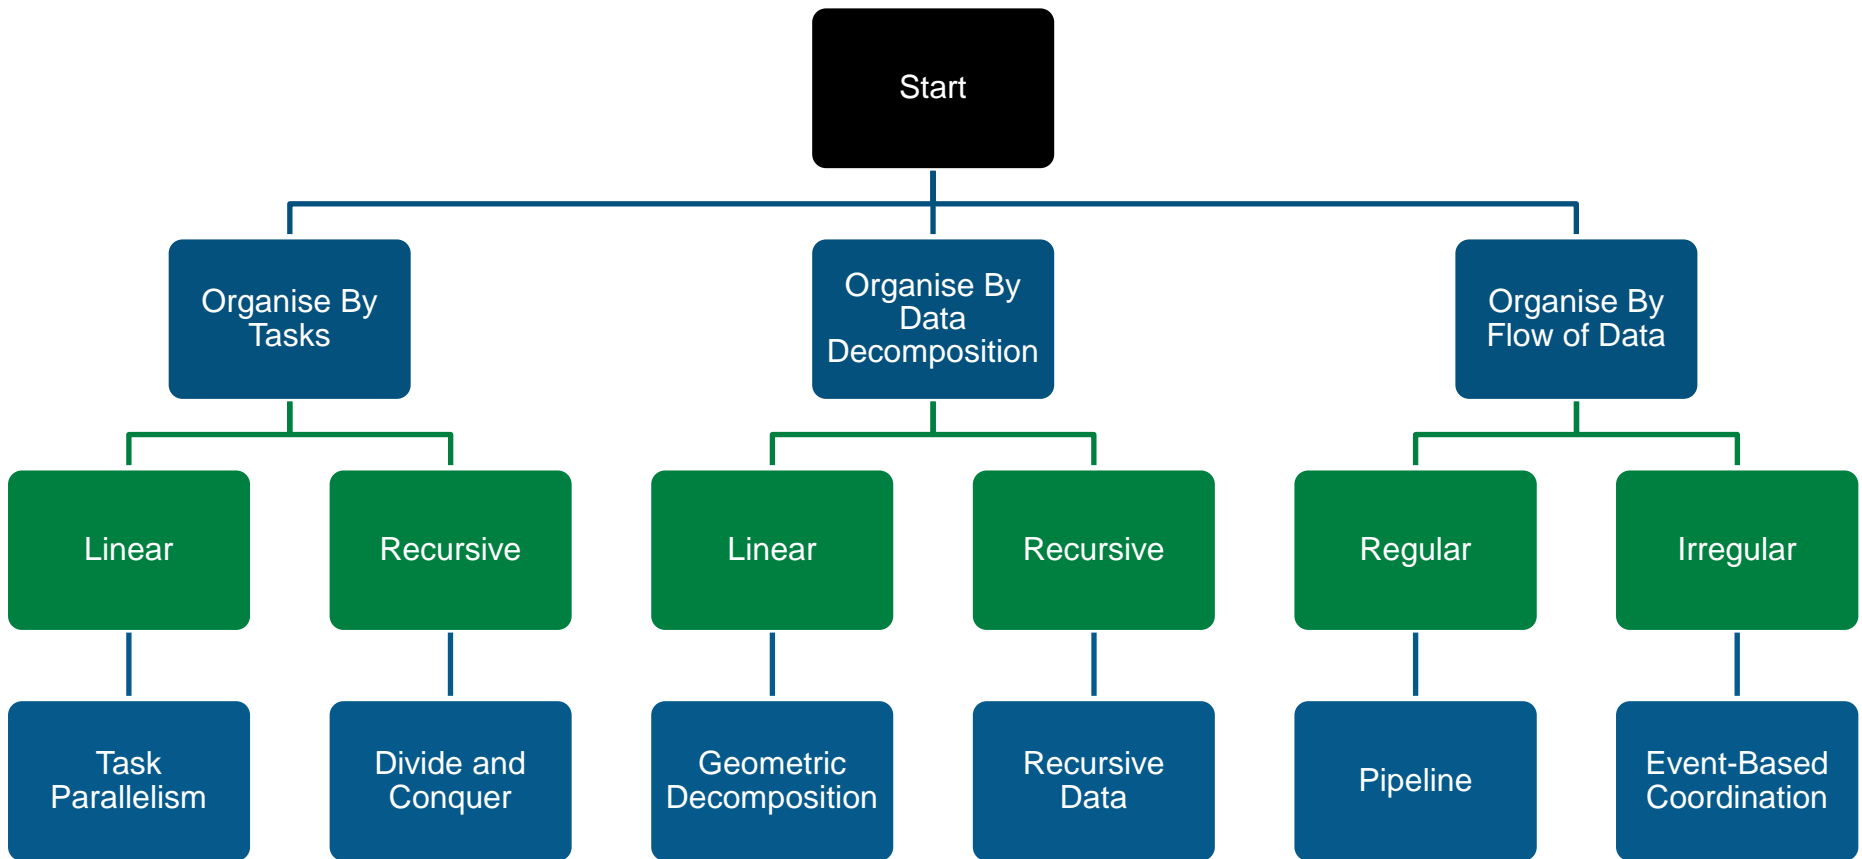 Start
Organise By
Tasks
Organise By
Data
Decomposition
Organise By
Flow of Data
Linear
Recursive
Linear
Recursive
Regular
Irregular
Task
Parallelism
Divide and
Conquer
Geometric
Decomposition
Recursive
Data
Pipeline
Event-Based
Coordination